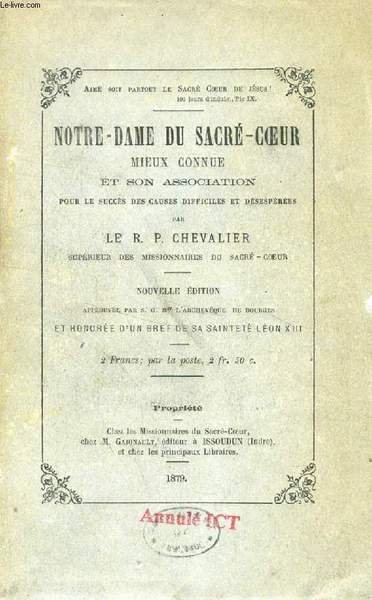 Le-livre.com
Aimé soit partout le Sacré Cœur de Jésus!
100 jours d'indulg., Pie IX.
NOTRE-DAME DU SACRÉ-CŒUR
MIEUX CONNUE
ET SON ASSOCIATION
POUR LE SUCCÈS DES CAUSES DIFFICILES ET DÉSESPÉRÉES
PAR
LE R. P. CHEVALIER
SUPÉRIEUR DES MISSIONNAIRES DU SACRÉ-CŒUR
NOUVELLE ÉDITION
APPROUVÉE PAR S. G. Mgr L'ARCHEVÊQUE DE BOURGES
ET HONORÉE D'UN BREF DE SA SAINTETÉ LÉON XIII
2 Francs; par la poste, 2 fr. 50 c.
Propriété
Chez les Missionnaires du Sacré-Cœur,
chez M. GAIGNAULT, éditeur à ISSOUDUN (Indre),
et chez les principaux Libraires.
1879.
Annulé ICT